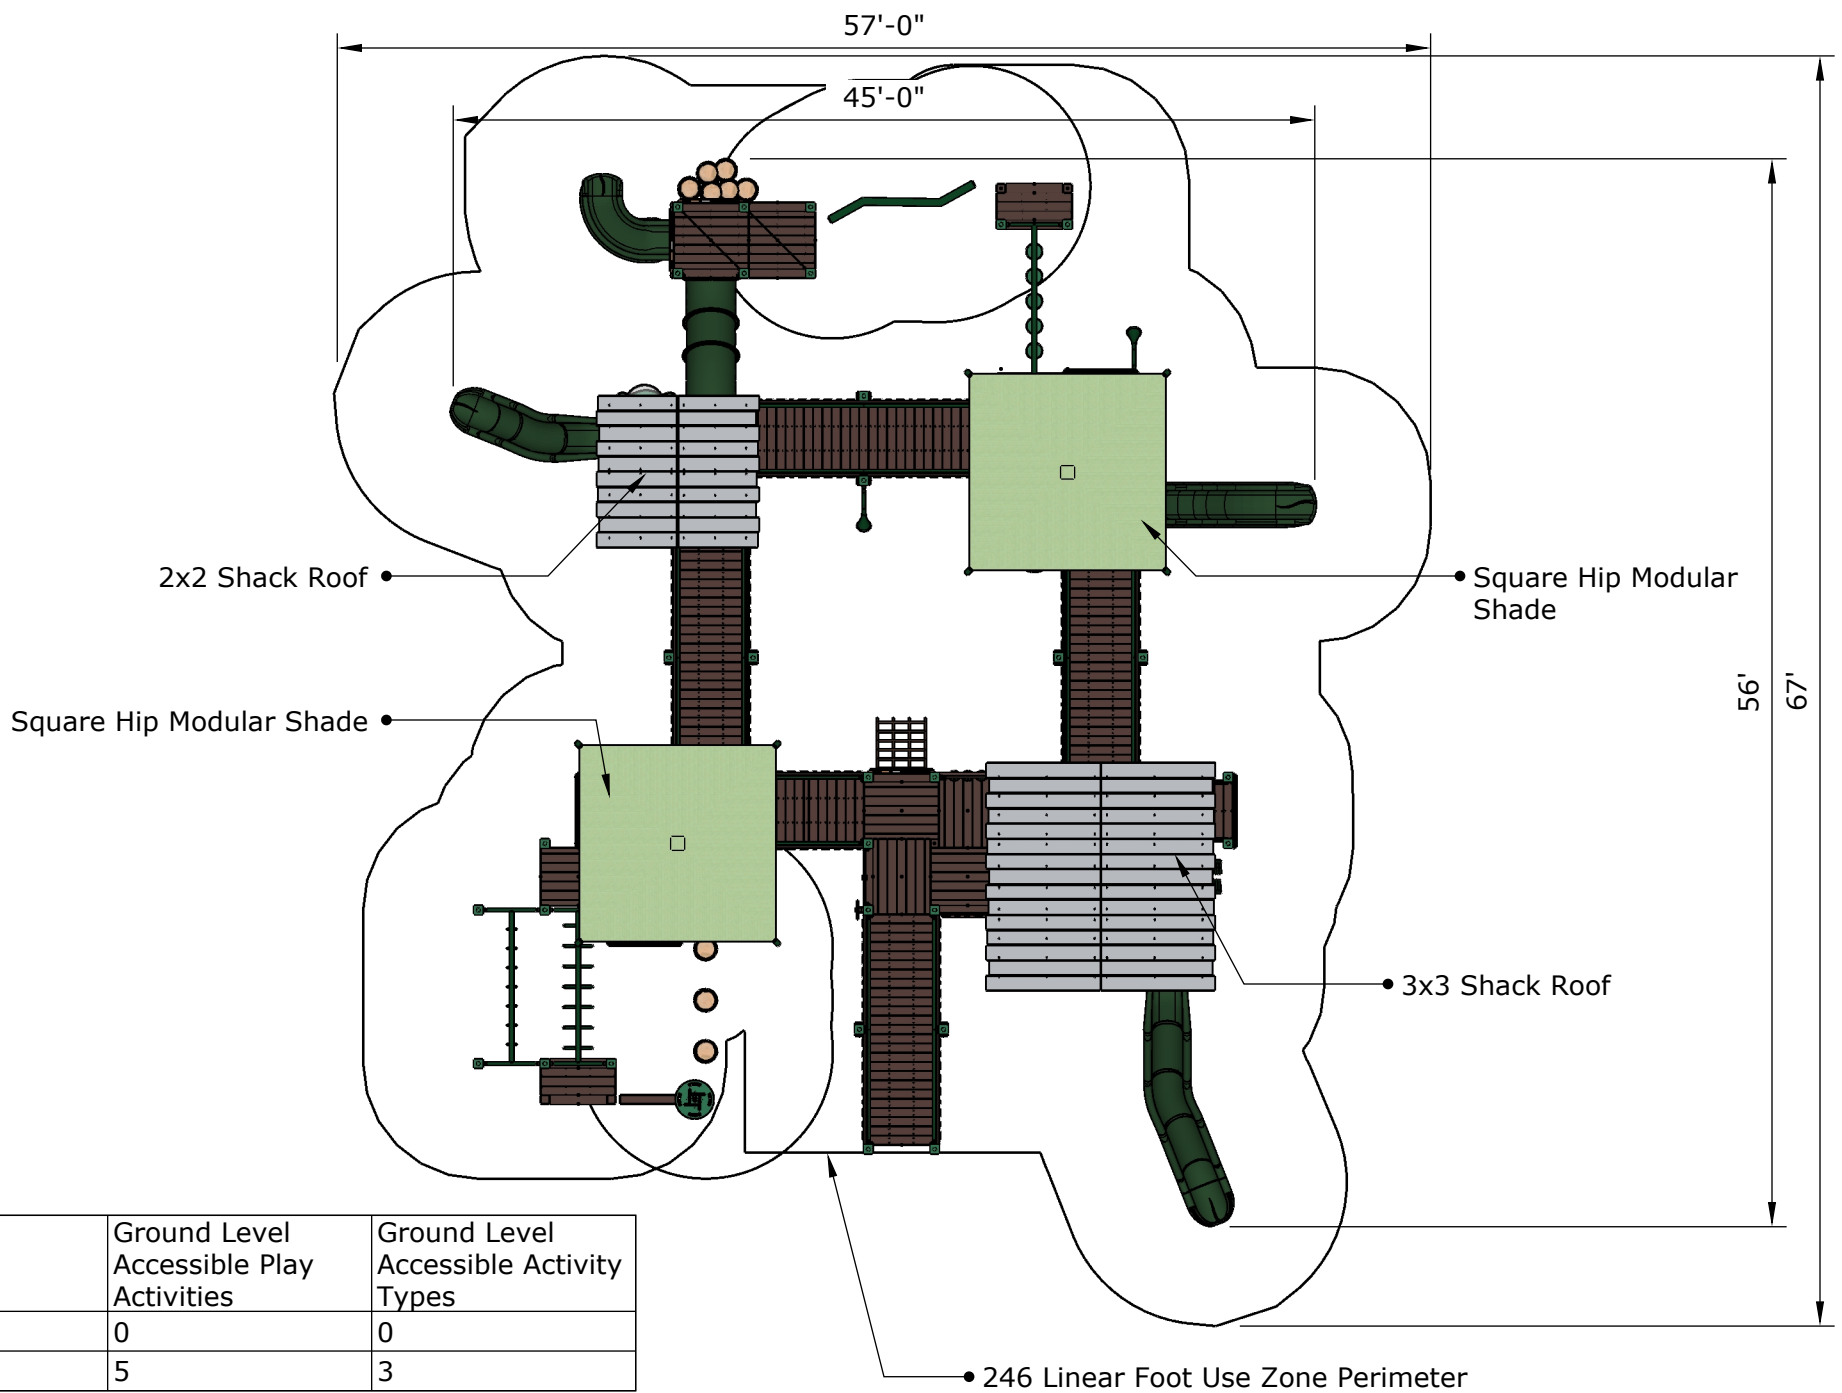 57'-0"
45'-0"
2x2 Shack Roof
Square Hip Modular
Shade
56'
67'
Square Hip Modular Shade
3x3 Shack Roof
Ground Level
Accessible Play
Activities
Ground Level
Accessible Activity
Types
0
0
5
3
246 Linear Foot Use Zone Perimeter